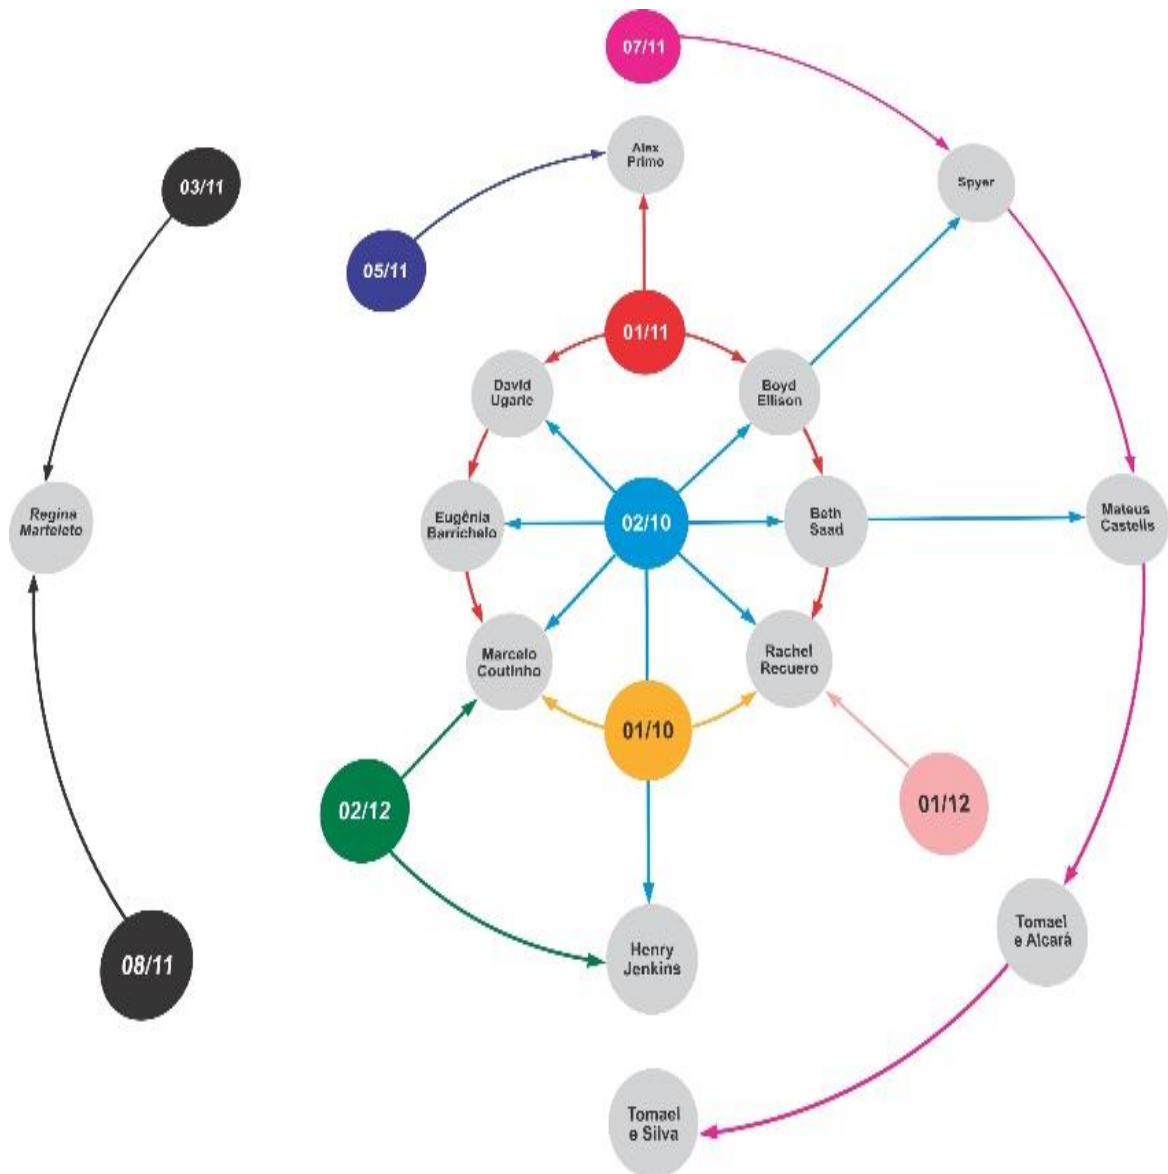 07/11
Alex
Primo
03/11
Spyer
05/11
01/11
David
Ugarie
Boyd
Ellison
Regina
Marteleto
Eugênia
Barrichelo
02/10
Beth
Saad
Mateus
Castells
Marcelo
Coutinho
Rachel
Recuero
01/10
02/12
01/12
08/11
Henry
Jenkins
Tomael
e Alcará
Tomael
e Silva